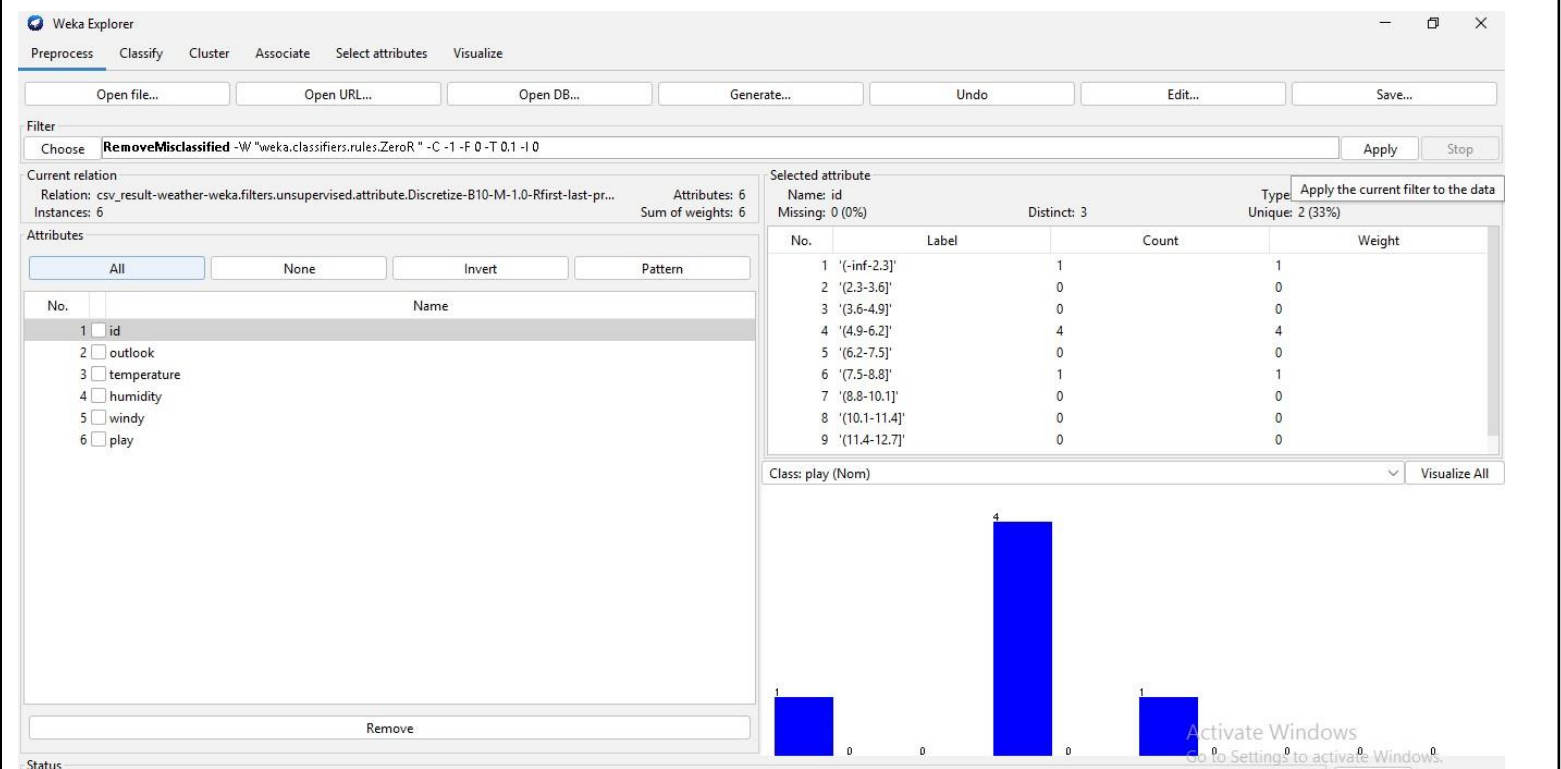 Weka Explorer
Preprocess Classify Cluster Associate Select attributes Visualize
Open file... Open URL... Open DB... Generate... Undo Edit... Save...
Filter
Choose RemoveMisclassified -W "weka.classifiers.rules.ZeroR " -C -1 -F 0 -T 0.1 -I 0 Apply Stop
Current relation
Relation: csv_result-weather-weka.filters.unsupervised.attribute.Discretize-B10-M-1.0-Rfirst-last-pr... Attributes: 6
Instances: 6 Sum of weights: 6
Selected attribute
Name: id Type
Apply the current filter to the data
Missing: 0 (0%) Distinct: 3 Unique: 2 (33%)
Attributes
All None Invert Pattern
No. Name
1 id
2 outlook
3 temperature
4 humidity
5 windy
6 play
Remove
No. Label Count Weight
1 '(-inf-2.3]' 1 1
2 '(2.3-3.6]' 0 0
3 '(3.6-4.9]' 0 0
4 '(4.9-6.2]' 4 4
5 '(6.2-7.5]' 0 0
6 '(7.5-8.8]' 1 1
7 '(8.8-10.1]' 0 0
8 '(10.1-11.4]' 0 0
9 '(11.4-12.7]' 0 0
Class: play (Nom) Visualize All
4
1 1
0 0 0 0 0 0 0
Activate Windows
Go to Settings to activate Windows.
Status